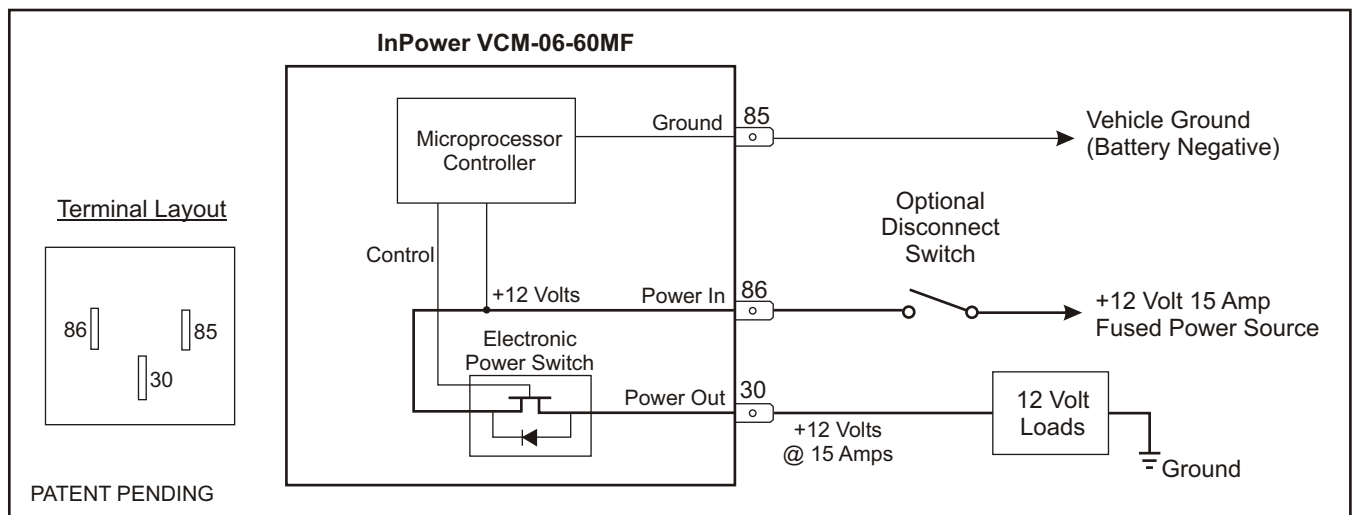 InPower VCM-06-60MF
Microprocessor
Controller
Ground
85
Vehicle Ground
(Battery Negative)
Terminal Layout
86
85
30
Control
+12 Volts
Power In
86
Optional
Disconnect
Switch
+12 Volt 15 Amp
Fused Power Source
Electronic
Power Switch
Power Out
30
+12 Volts
@ 15 Amps
12 Volt
Loads
Ground
PATENT PENDING